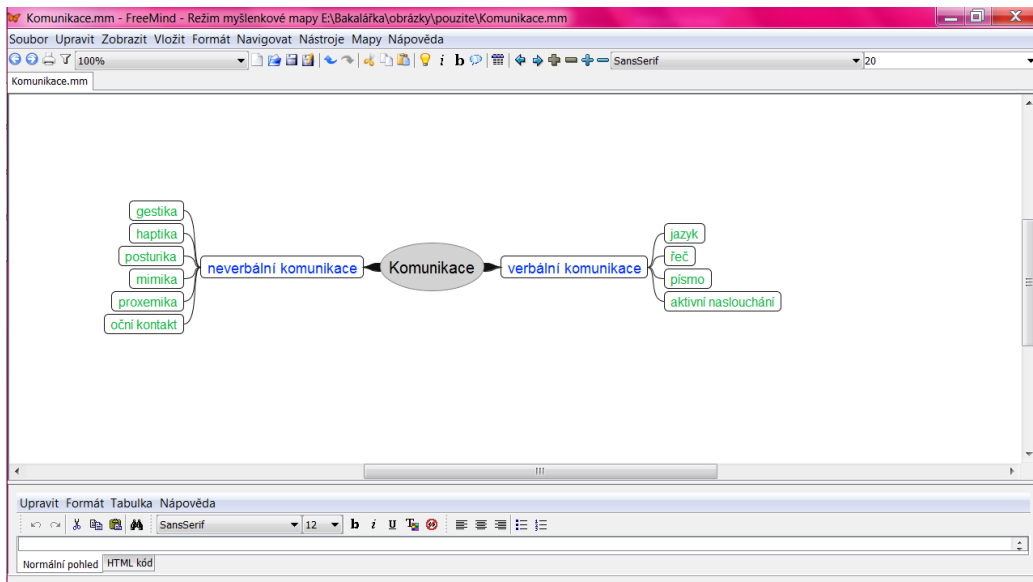 Komunikace.mm - FreeMind - Režim myšlenkové mapy E:\Bakalářka\obrázky\pouzite\Komunikace.mm
Soubor Upravit Zobrazit Vložit Formát Navigovat Nástroje Mapy Nápověda
100% i b SansSerif 20
Komunikace.mm
gestika
haptika
posturika
mimika
proxemika
oční kontakt
neverbální komunikace
Komunikace
verbální komunikace
jazyk
řeč
písmo
aktivní naslouchání
Upravit Formát Tabulka Nápověda
SansSerif 12 b i u T
Normální pohled HTML kód